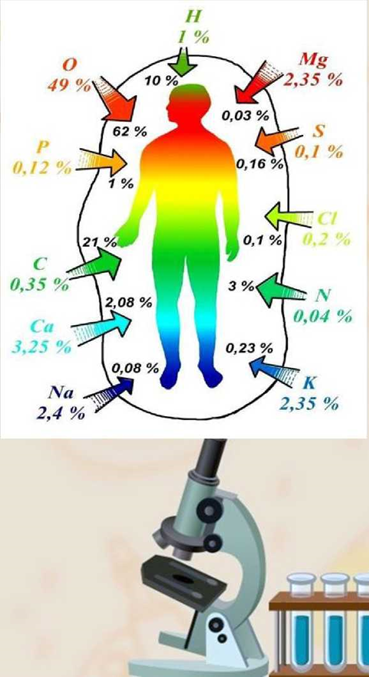 H
1 %
10 %
O
49 %
62 %
Mg
2,35 %
0,03 %
P
0,12 %
1 %
S
0,1 %
0,16 %
C
0,35 %
21 %
Cl
0,2 %
0,1 %
Ca
3,25 %
2,08 %
N
0,04 %
3 %
Na
2,4 %
0,08 %
K
2,35 %
0,23 %